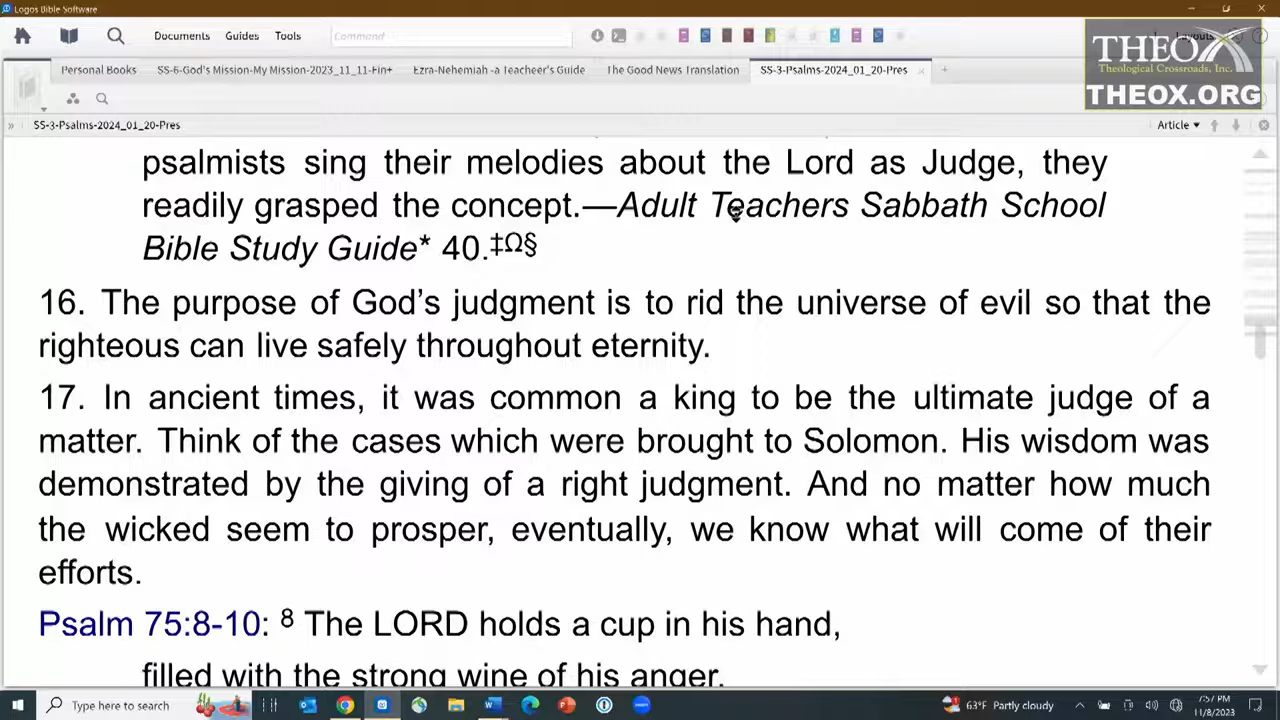 Logos Bible Software
Documents Guides Tools Command
THEOX
Theological Crossroads, Inc.
THEOX.ORG
Personal Books SS-6-God's Mission-My Mission-2023_11_11-Fin+ The Good News Translation SS-3-Psalms-2024_01_20-Pres
SS-3-Psalms-2024_01_20-Pres Article
psalmists sing their melodies about the Lord as Judge, they
readily grasped the concept.—Adult Teachers Sabbath School
Bible Study Guide* 40.‡Ω§
16. The purpose of God's judgment is to rid the universe of evil so that the
righteous can live safely throughout eternity.
17. In ancient times, it was common a king to be the ultimate judge of a
matter. Think of the cases which were brought to Solomon. His wisdom was
demonstrated by the giving of a right judgment. And no matter how much
the wicked seem to prosper, eventually, we know what will come of their
efforts.
Psalm 75:8-10: 8 The LORD holds a cup in his hand,
filled with the strong wine of his anger.
Type here to search 63°F Partly cloudy 7:57 PM
11/8/2023